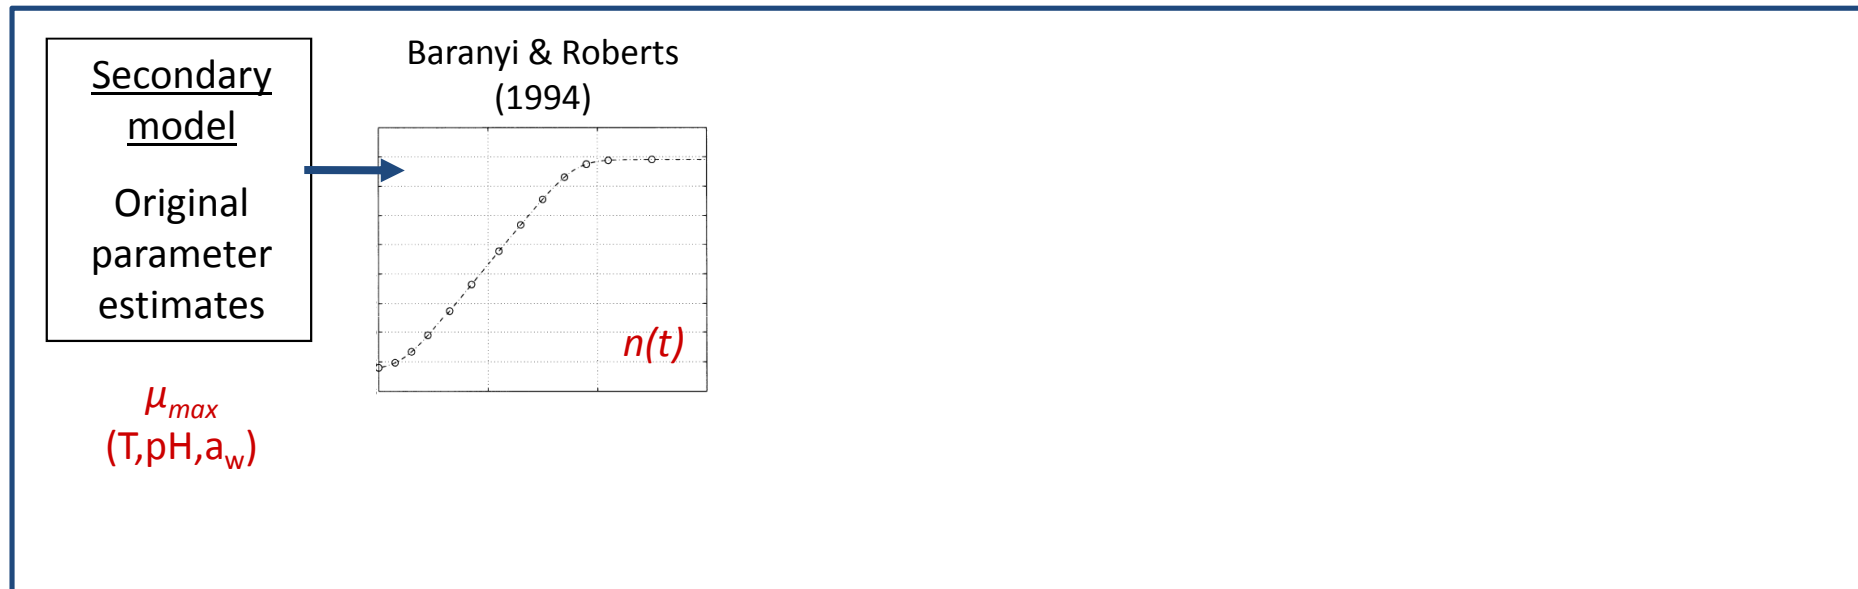 Secondary
model
Original
parameter
estimates
μmax
(T,pH,aw)
Baranyi & Roberts
(1994)
n(t)